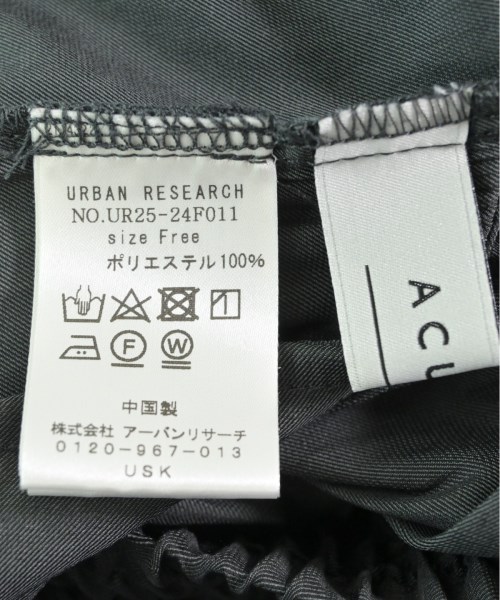 URBAN RESEARCH
NO.UR25-24F011
size Free
ポリエステル100%
F W
中国製
株式会社 アーバンリサーチ
0120-967-013
USK
ACU